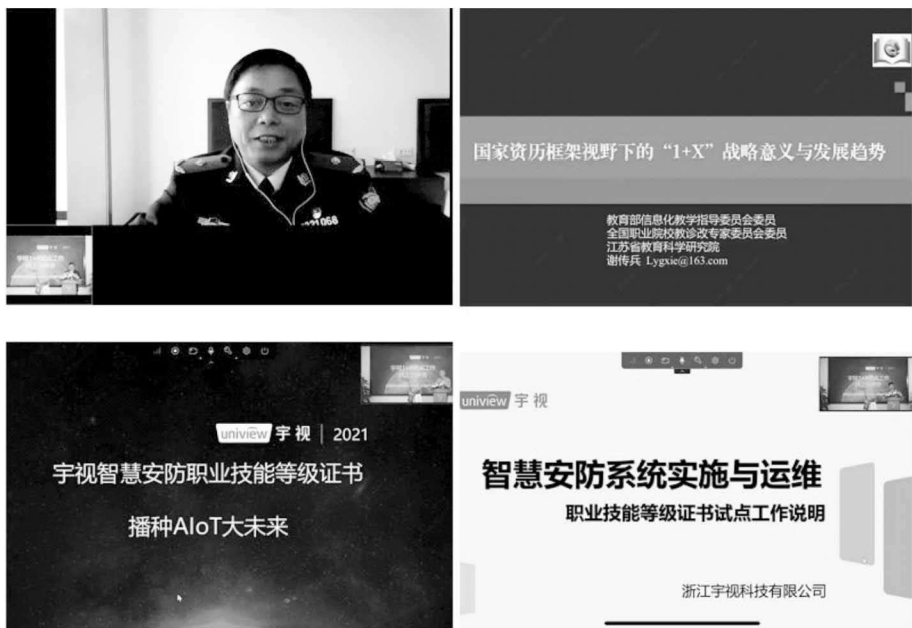 国家资历框架视野下的“1+X”战略意义与发展趋势
教育部信息化教学指导委员会委员
全国职业院校教诊改专家委员会委员
江苏省教育科学研究院
谢传兵 Lygxie@163.com
uniview 宇视 | 2021
宇视智慧安防职业技能等级证书
播种AIoT大未来
uniview 宇视
智慧安防系统实施与运维
职业技能等级证书试点工作说明
浙江宇视科技有限公司